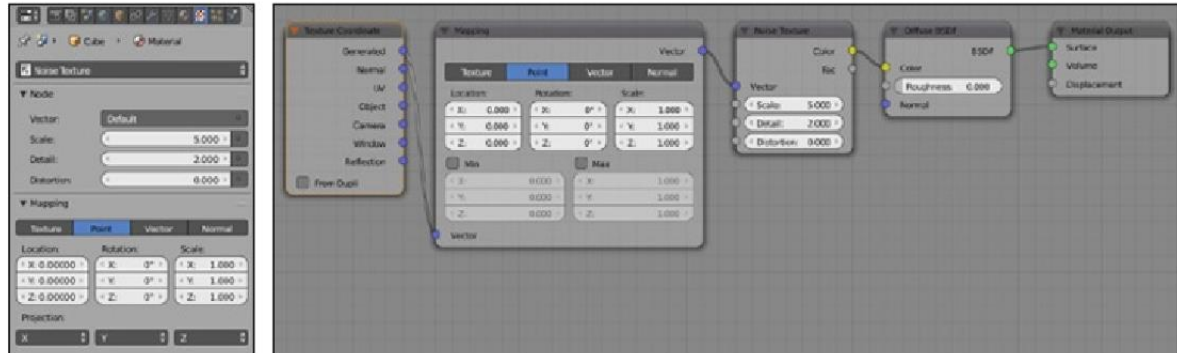 Cube Material
Noise Texture
Node
Vector: Default
Scale: 5.000
Detail: 2.000
Distortion: 0.000
Mapping
Texture Point Vector Normal
Location: Rotation: Scale:
X: 0.00000 X: 0° X: 1.000
Y: 0.00000 Y: 0° Y: 1.000
Z: 0.00000 Z: 0° Z: 1.000
Projection:
X Y Z
Texture Coordinate
Generated
Normal
UV
Object
Camera
Window
Reflection
From Dupli
Mapping
Vector
Texture Point Vector Normal
Location: Rotation: Scale:
X: 0.000 X: 0° X: 1.000
Y: 0.000 Y: 0° Y: 1.000
Z: 0.000 Z: 0° Z: 1.000
Min Max
X: 0.000 X: 1.000
Y: 0.000 Y: 1.000
Z: 0.000 Z: 1.000
Vector
Noise Texture
Color
Fac
Vector
Scale: 5.000
Detail: 2.000
Distortion: 0.000
Diffuse BSDF
BSDF
Color
Roughness: 0.000
Normal
Material Output
Surface
Volume
Displacement